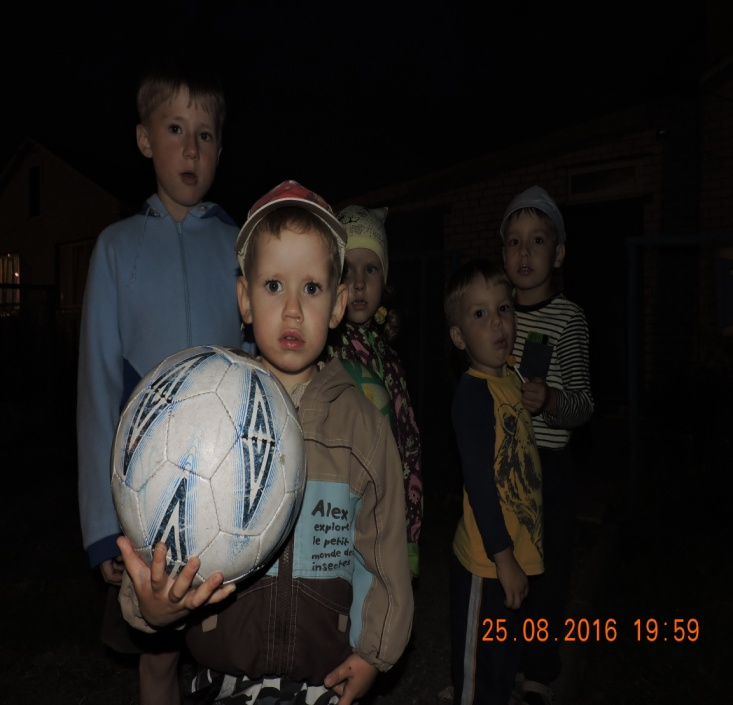 Alex
explore
le petit
monde des
insectes
25.08.2016 19:59